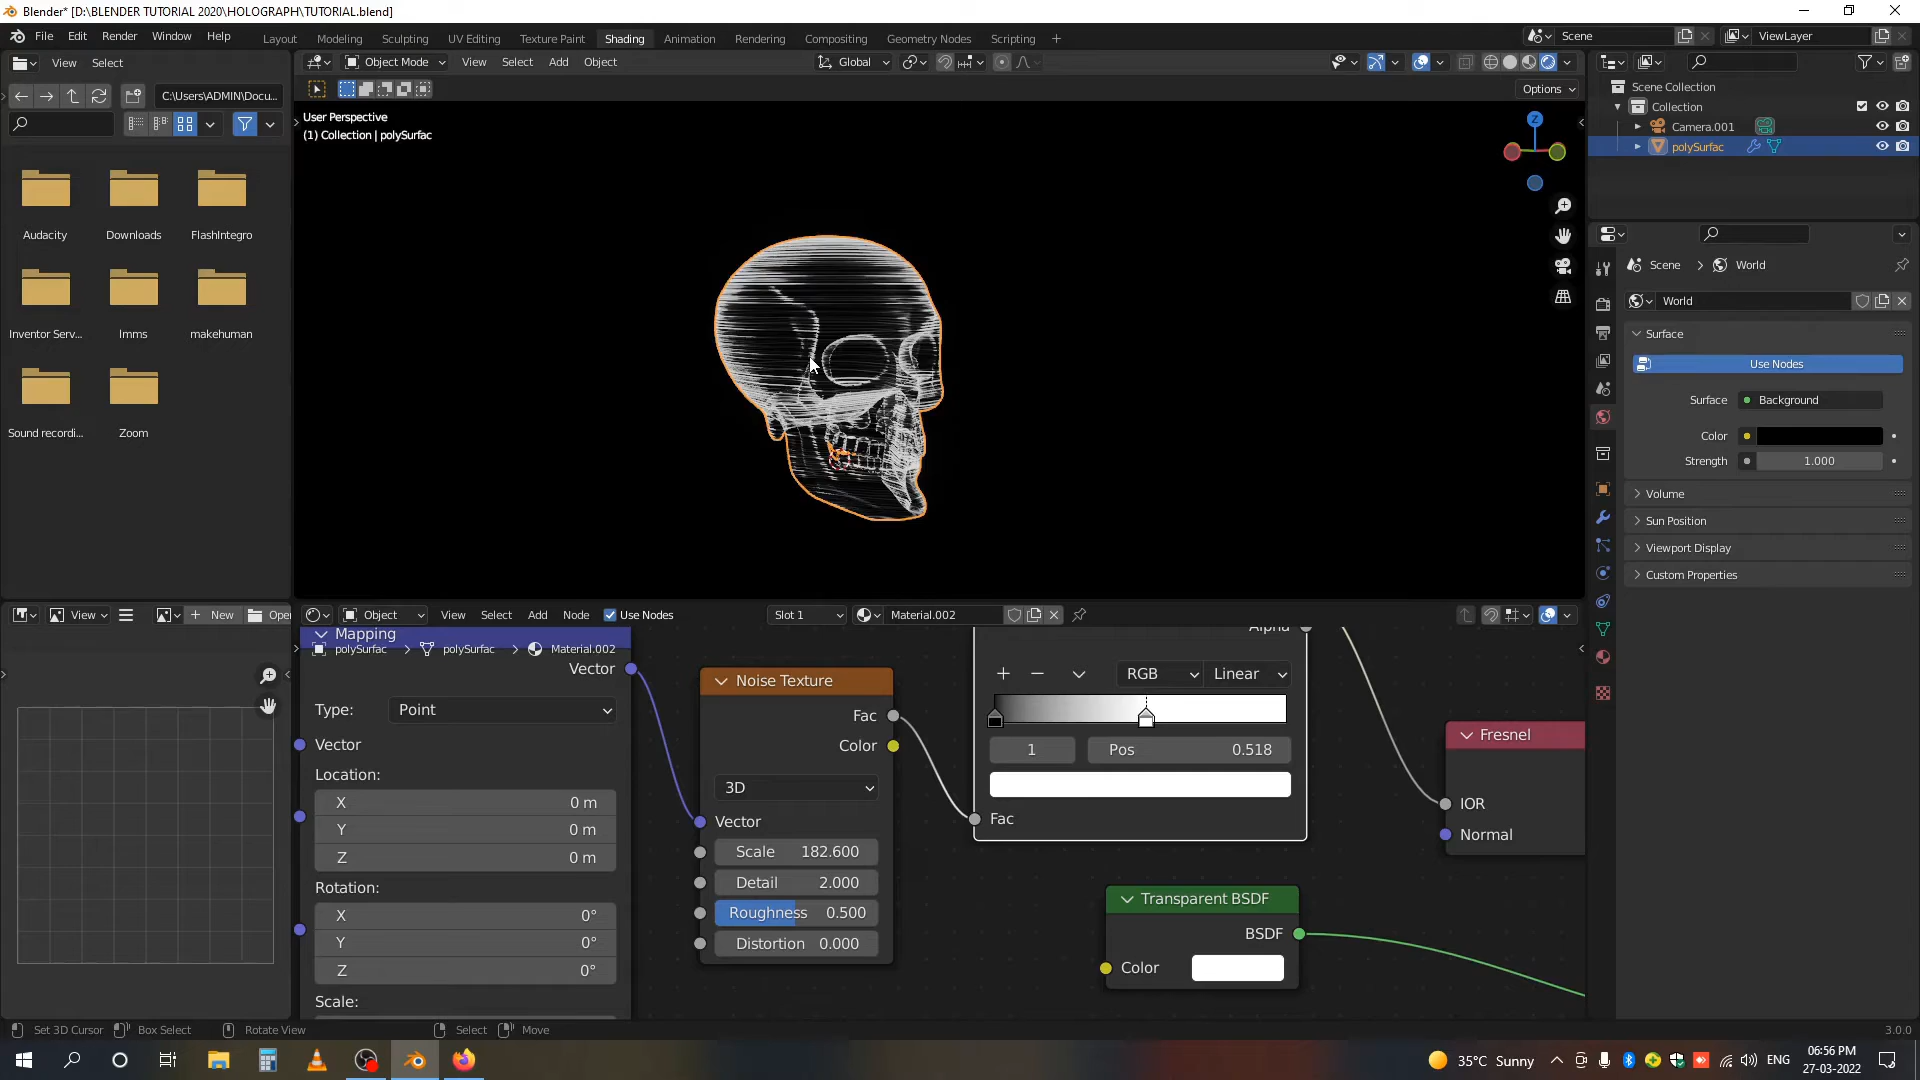 Blender* [D:\BLENDER TUTORIAL 2020\HOLOGRAPH\TUTORIAL.blend]
File Edit Render Window Help
Layout Modeling Sculpting UV Editing Texture Paint Shading Animation Rendering Compositing Geometry Nodes Scripting +
Scene
ViewLayer
View Select
Object Mode View Select Add Object
Global
C:\Users\ADMIN\Docu...
Options
User Perspective
(1) Collection | polySurfac
Z
Audacity Downloads FlashIntegro
Inventor Serv... lmms makehuman
Sound recordi... Zoom
Scene Collection
Collection
Camera.001
polySurfac
Scene > World
World
Surface
Use Nodes
Surface Background
Color
Strength 1.000
Volume
Sun Position
Viewport Display
Custom Properties
View
New
Open
Object View Select Add Node Use Nodes
Slot 1
Material.002
Mapping
polySurfac > polySurfac > Material.002
Vector
Type: Point
Vector
Location:
X 0 m
Y 0 m
Z 0 m
Rotation:
X 0°
Y 0°
Z 0°
Scale:
Noise Texture
Fac
Color
3D
Vector
Scale 182.600
Detail 2.000
Roughness 0.500
Distortion 0.000
Alpha
+ − RGB Linear
1 Pos 0.518
Fac
Transparent BSDF
BSDF
Color
Fresnel
IOR
Normal
Set 3D Cursor Box Select Rotate View Select Move
3.0.0
35°C Sunny
ENG
06:56 PM
27-03-2022